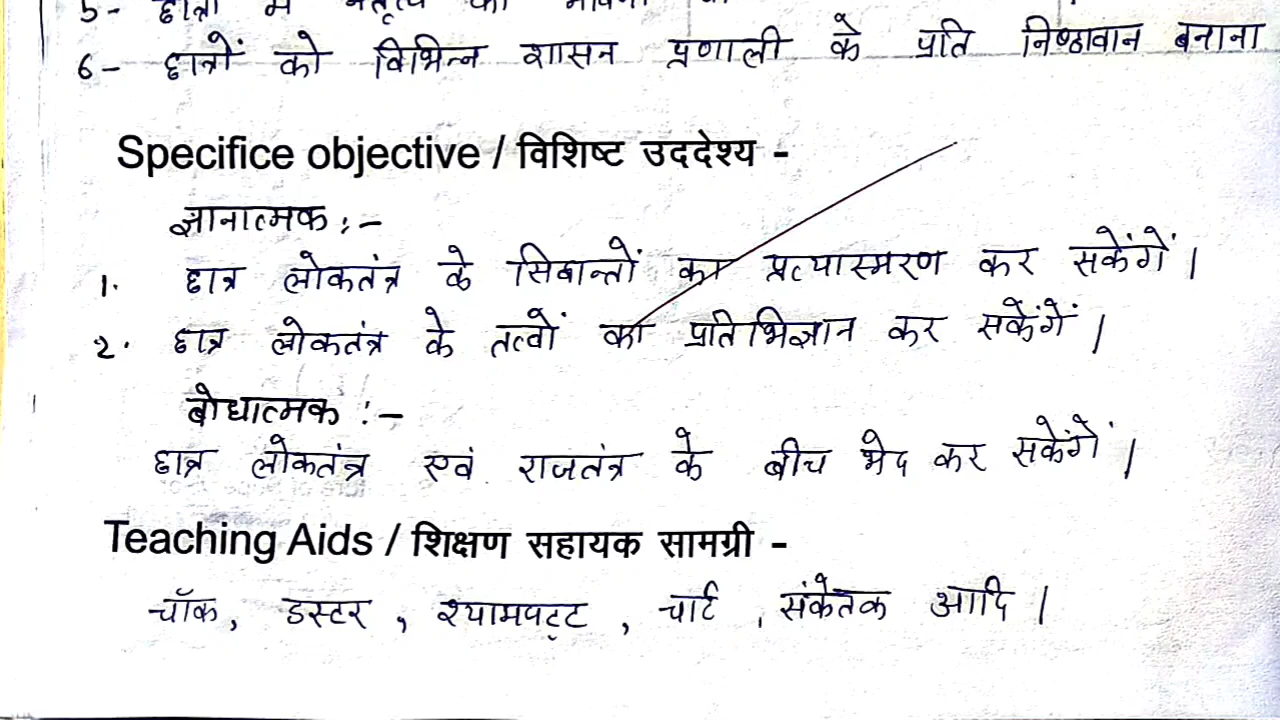 5- छात्रों में
6- छात्रों को विभिन्न शासन प्रणाली के प्रति निष्ठावान बनाना
Specifice objective / विशिष्ट उददेश्य -
ज्ञानात्मक :-
1. छात्र लोकतंत्र के सिद्धान्तों का प्रत्यास्मरण कर सकेंगें।
2. छात्र लोकतंत्र के तत्वों का प्रतिभिज्ञान कर सकेंगें।
बोधात्मक :-
छात्र लोकतंत्र एवं राजतंत्र के बीच भेद कर सकेंगें।
Teaching Aids / शिक्षण सहायक सामग्री -
चॉक, डस्टर, श्यामपट्ट, चार्ट, संकेतक आदि।